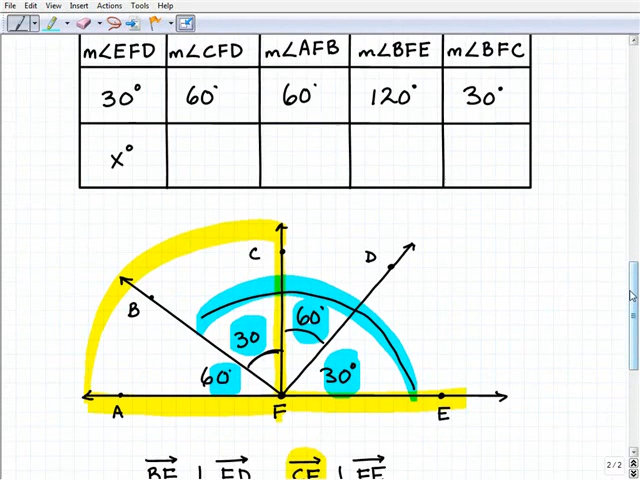 File Edit View Insert Actions Tools Help
m∠EFD m∠CFD m∠AFB m∠BFE m∠BFC
30° 60° 60° 120° 30°
x°
C D
B
30 60°
60° 30°
A F E
2/2